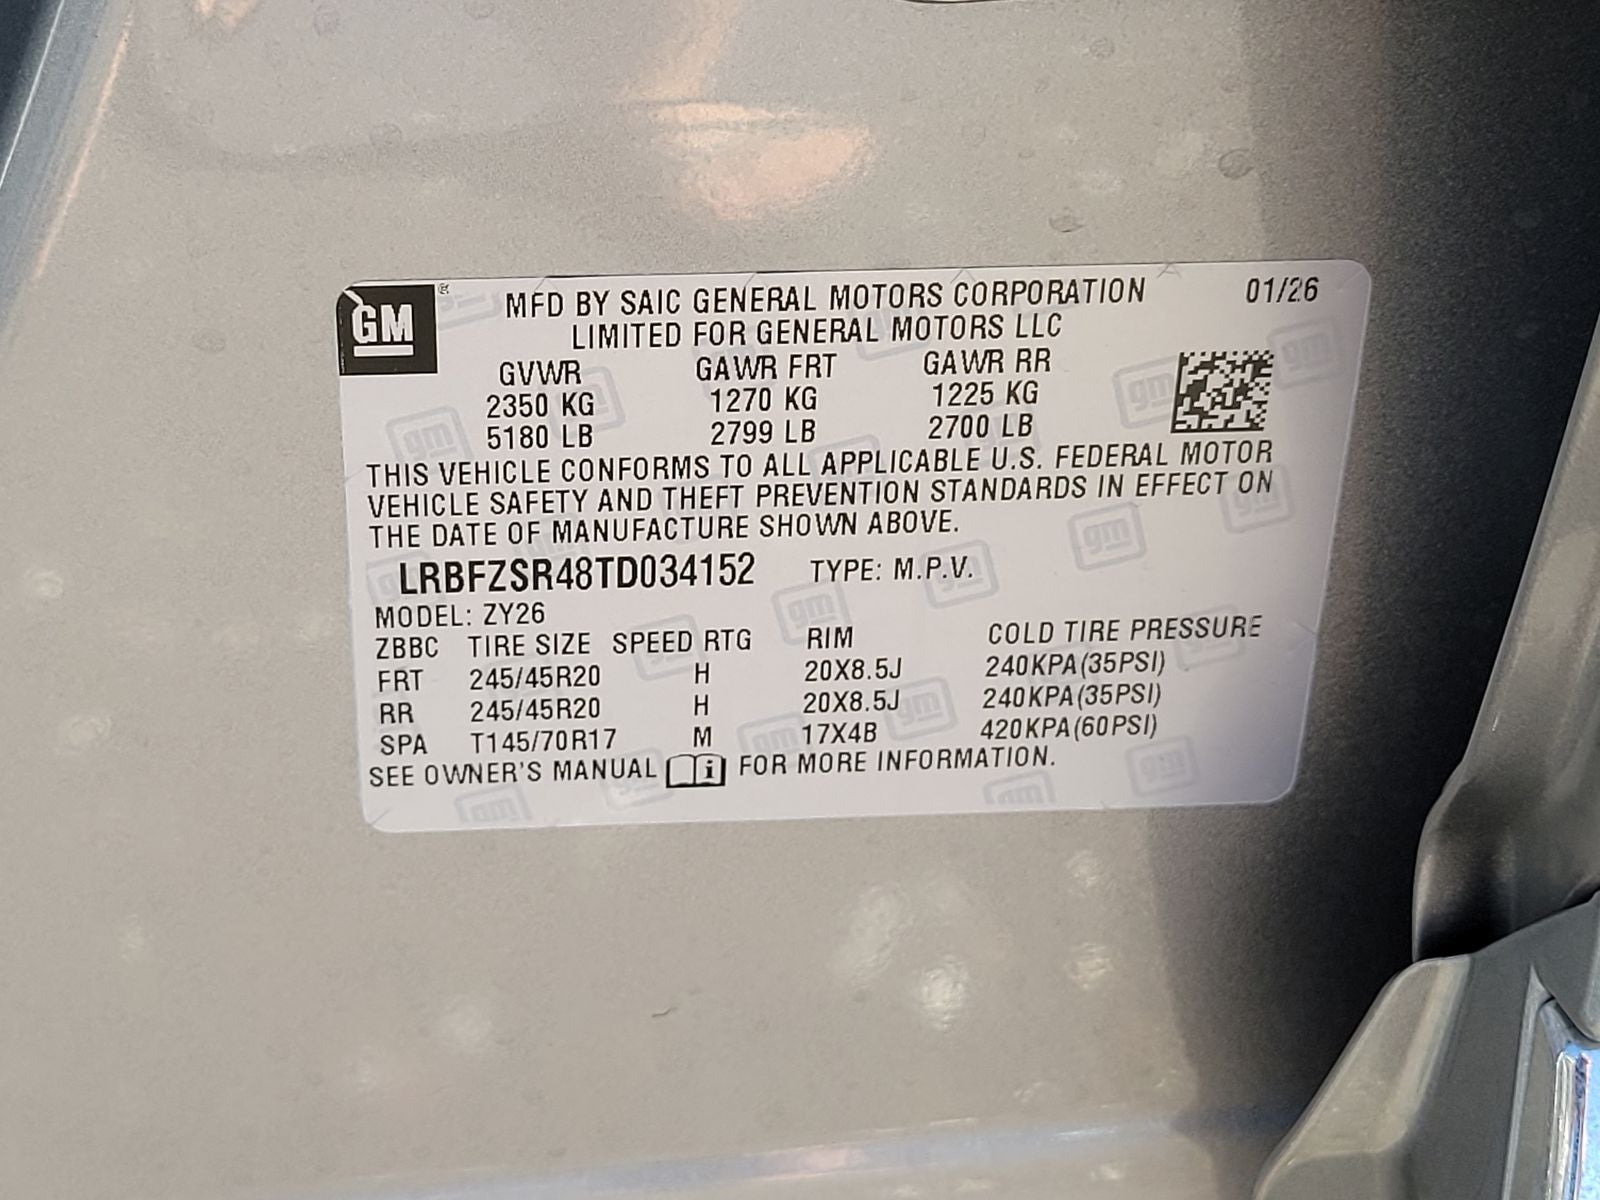 GM ®
MFD BY SAIC GENERAL MOTORS CORPORATION 01/26
LIMITED FOR GENERAL MOTORS LLC
GVWR GAWR FRT GAWR RR
2350 KG 1270 KG 1225 KG
5180 LB 2799 LB 2700 LB
THIS VEHICLE CONFORMS TO ALL APPLICABLE U.S. FEDERAL MOTOR
VEHICLE SAFETY AND THEFT PREVENTION STANDARDS IN EFFECT ON
THE DATE OF MANUFACTURE SHOWN ABOVE.
LRBFZSR48TD034152 TYPE: M.P.V.
MODEL: ZY26
ZBBC TIRE SIZE SPEED RTG RIM COLD TIRE PRESSURE
FRT 245/45R20 H 20X8.5J 240KPA(35PSI)
RR 245/45R20 H 20X8.5J 240KPA(35PSI)
SPA T145/70R17 M 17X4B 420KPA(60PSI)
SEE OWNER'S MANUAL i FOR MORE INFORMATION.